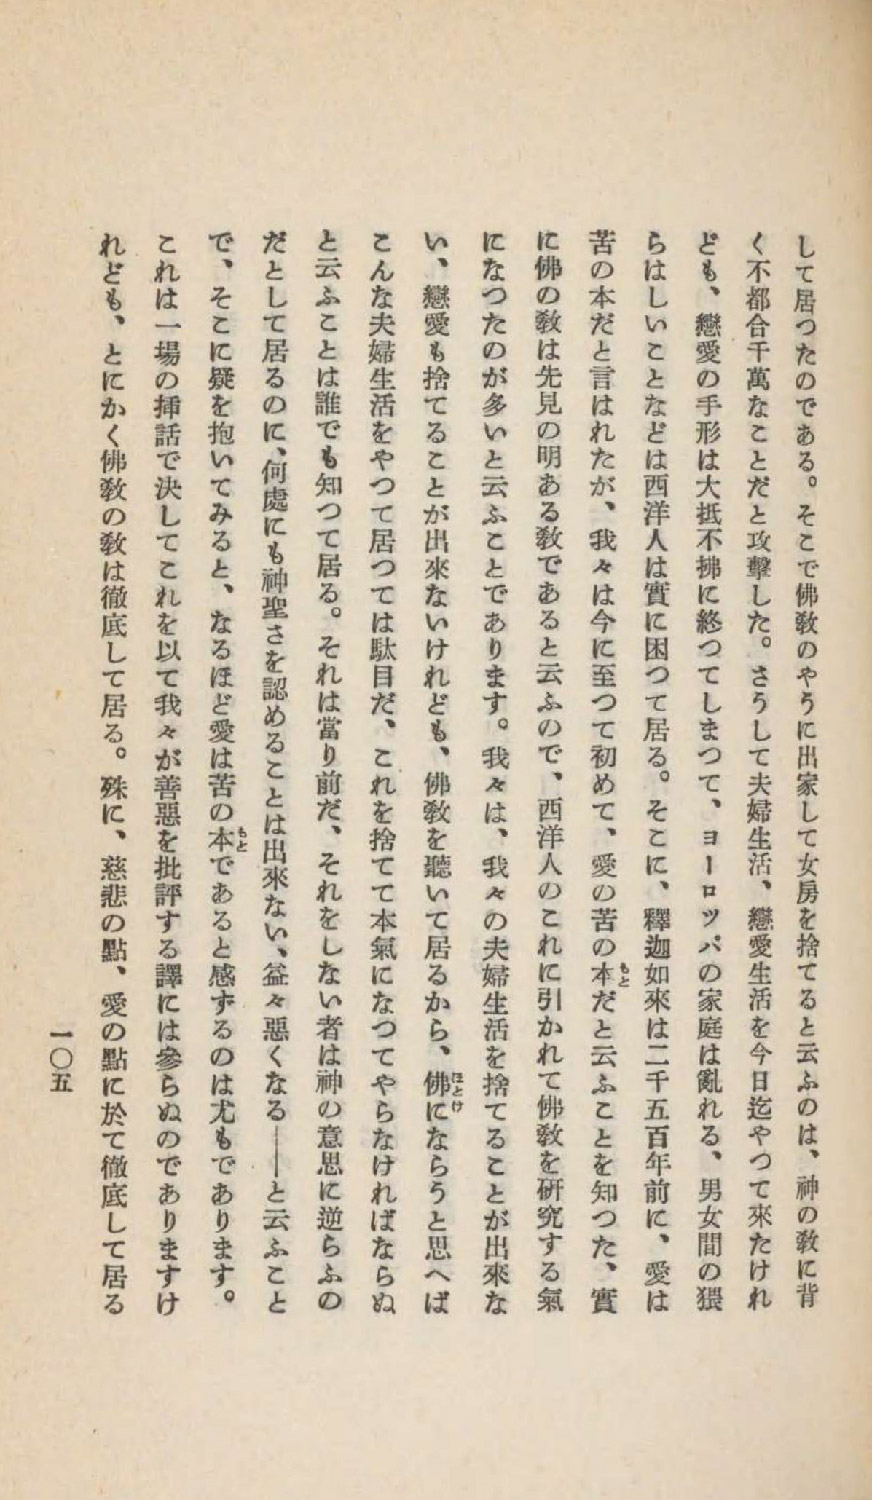 して居つたのである。そこで佛敎のやうに出家して女房を捨てると云ふのは、神の敎に背
く不都合千萬なことだと攻擊した。さうして夫婦生活、戀愛生活を今日迄やつて來たけれ
ども、戀愛の手形は大抵不拂に終つてしまつて、ヨーロツパの家庭は亂れる、男女間の猥
らはしいことなどは西洋人は實に困つて居る。そこに、釋迦如來は二千五百年前に、愛は
苦の本だと言はれたが、我々は今に至つて初めて、愛の苦の本だと云ふことを知つた、實
に佛の敎は先見の明ある敎であると云ふので、西洋人のこれに引かれて佛敎を硏究する氣
になつたのが多いと云ふことであります。我々は、我々の夫婦生活を捨てることが出來な
い、戀愛も捨てることが出來ないけれども、佛敎を聽いて居るから、佛にならうと思へば
こんな夫婦生活をやつて居つては駄目だ、これを捨てて本氣になつてやらなければならぬ
と云ふことは誰でも知つて居る。それは當り前だ、それをしない者は神の意思に逆らふの
だとして居るのに、何處にも神聖さを認めることは出來ない、益々惡くなる——と云ふこと
で、そこに疑を抱いてみると、なるほど愛は苦の本であると感ずるのは尤もであります。
これは一場の挿話で決してこれを以て我々が善惡を批評する譯には參らぬのでありますけ
れども、とにかく佛敎の敎は徹底して居る。殊に、慈悲の點、愛の點に於て徹底して居る
一〇五